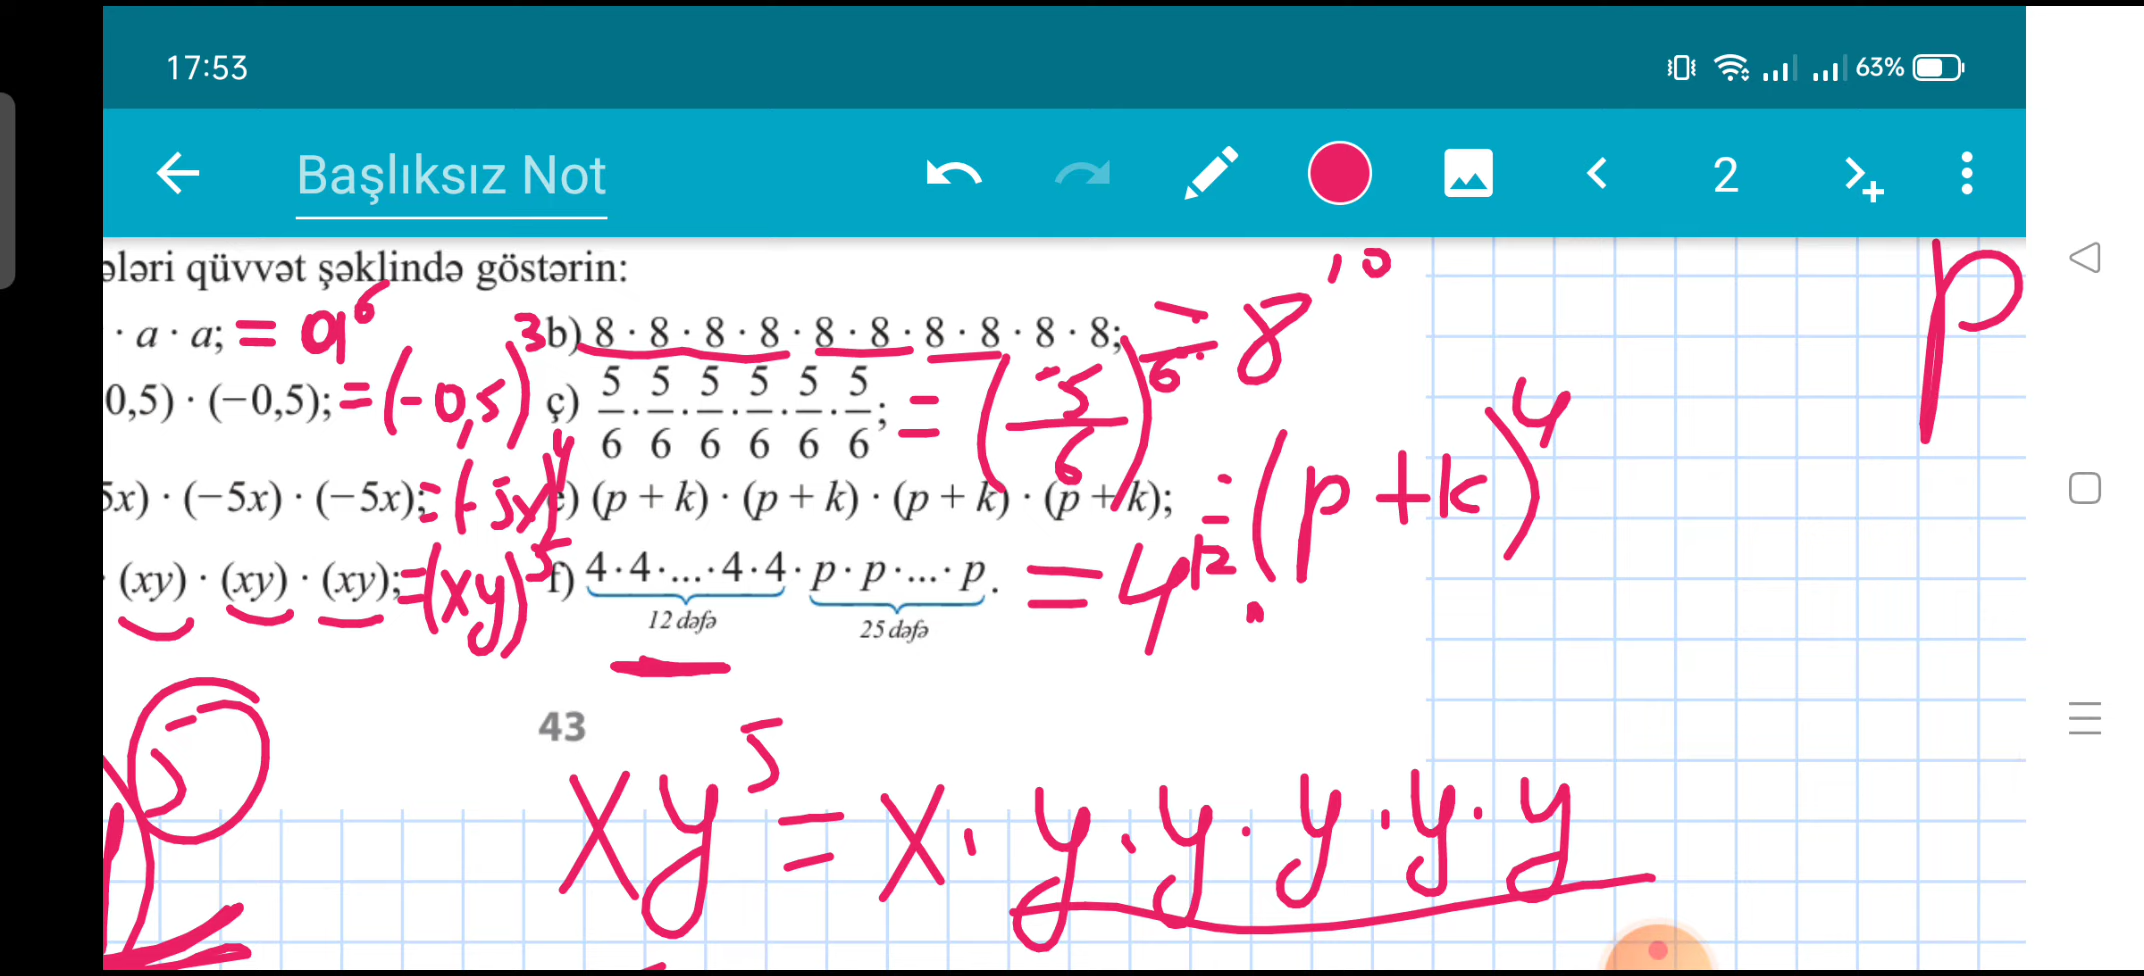 17:53 63%
Başlıksız Not 2
ələri qüvvət şəklində göstərin:
· a · a; = a⁶ b) 8 · 8 · 8 · 8 · 8 · 8 · 8 · 8 · 8 · 8; = 8¹⁰
0,5) · (−0,5); = (-0,5)³ ç) 5/6 · 5/6 · 5/6 · 5/6 · 5/6 · 5/6; = (5/6)⁶
5x) · (−5x) · (−5x); = (-5x)⁴ e) (p + k) · (p + k) · (p + k) · (p + k); = (p+k)⁴
· (xy) · (xy) · (xy); = (xy)⁵ f) 4 · 4 · ... · 4 · 4 · p · p · ... · p. = 4¹² ·
12 dəfə 25 dəfə
p
43
xy⁵ = x · y · y · y · y · y